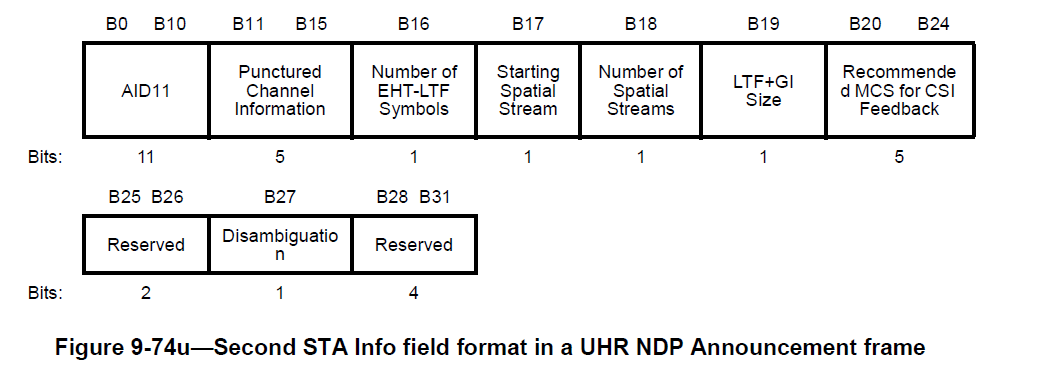 B0 B10 B11 B15 B16 B17 B18 B19 B20 B24
AID11
Punctured
Channel
Information
Number of
EHT-LTF
Symbols
Starting
Spatial
Stream
Number of
Spatial
Streams
LTF+GI
Size
Recommende
d MCS for CSI
Feedback
Bits: 11 5 1 1 1 1 5
B25 B26 B27 B28 B31
Reserved
Disambiguatio
n
Reserved
Bits: 2 1 4
Figure 9-74u—Second STA Info field format in a UHR NDP Announcement frame